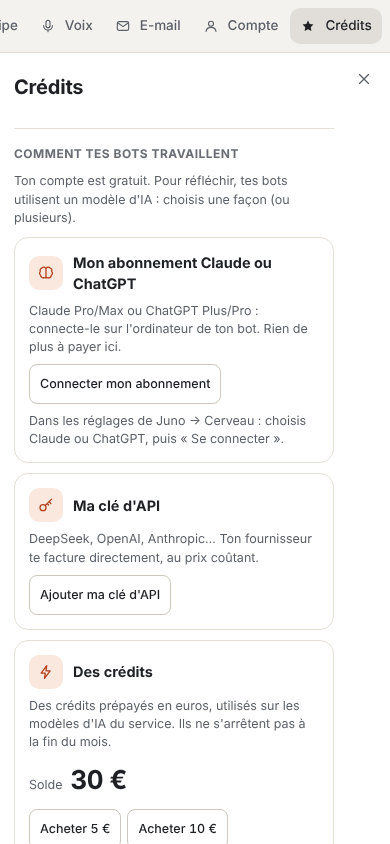 ipe Voix E-mail Compte Crédits
Crédits
COMMENT TES BOTS TRAVAILLENT
Ton compte est gratuit. Pour réfléchir, tes bots
utilisent un modèle d'IA : choisis une façon (ou
plusieurs).
Mon abonnement Claude ou
ChatGPT
Claude Pro/Max ou ChatGPT Plus/Pro :
connecte-le sur l'ordinateur de ton bot. Rien de
plus à payer ici.
Connecter mon abonnement
Dans les réglages de Juno → Cerveau : choisis
Claude ou ChatGPT, puis « Se connecter ».
Ma clé d'API
DeepSeek, OpenAI, Anthropic... Ton fournisseur
te facture directement, au prix coûtant.
Ajouter ma clé d'API
Des crédits
Des crédits prépayés en euros, utilisés sur les
modèles d'IA du service. Ils ne s'arrêtent pas à
la fin du mois.
Solde 30 €
Acheter 5 € Acheter 10 €